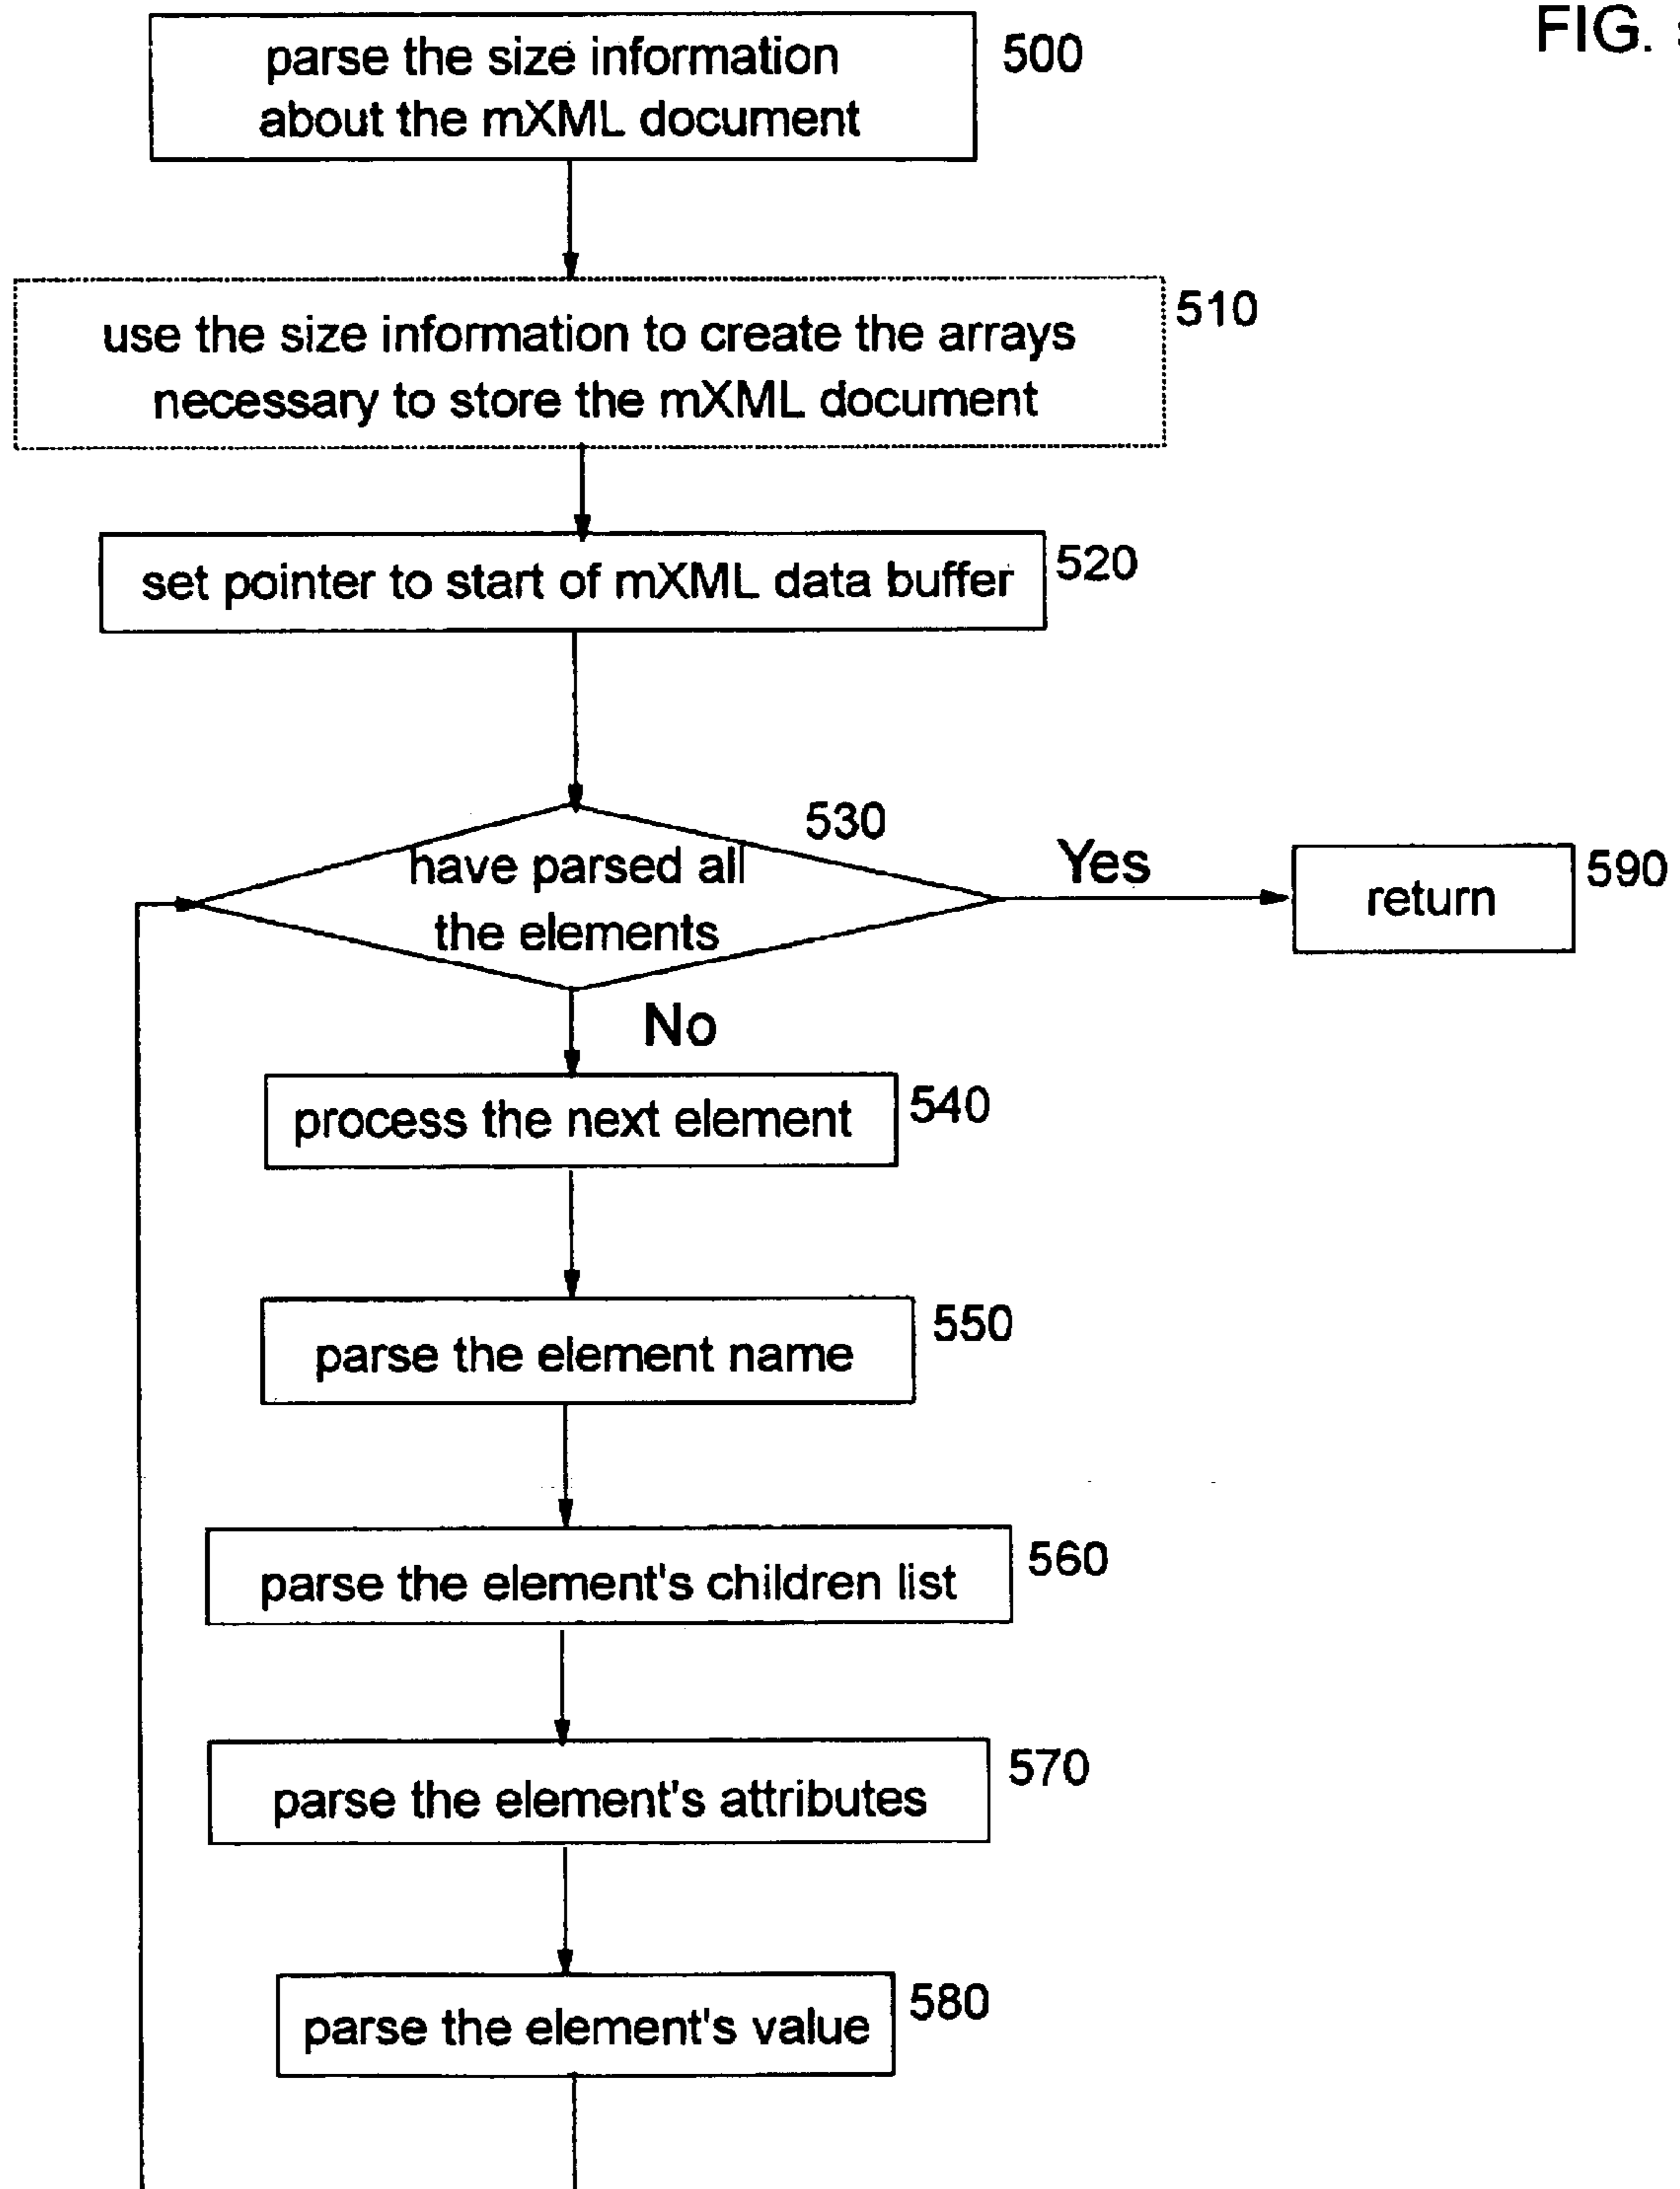 FIG.
parse the size information
about the mXML document
500
use the size information to create the arrays
necessary to store the mXML document
510
set pointer to start of mXML data buffer
520
530
have parsed all
the elements
Yes
return
590
No
process the next element
540
parse the element name
550
parse the element's children list
560
parse the element's attributes
570
parse the element's value
580